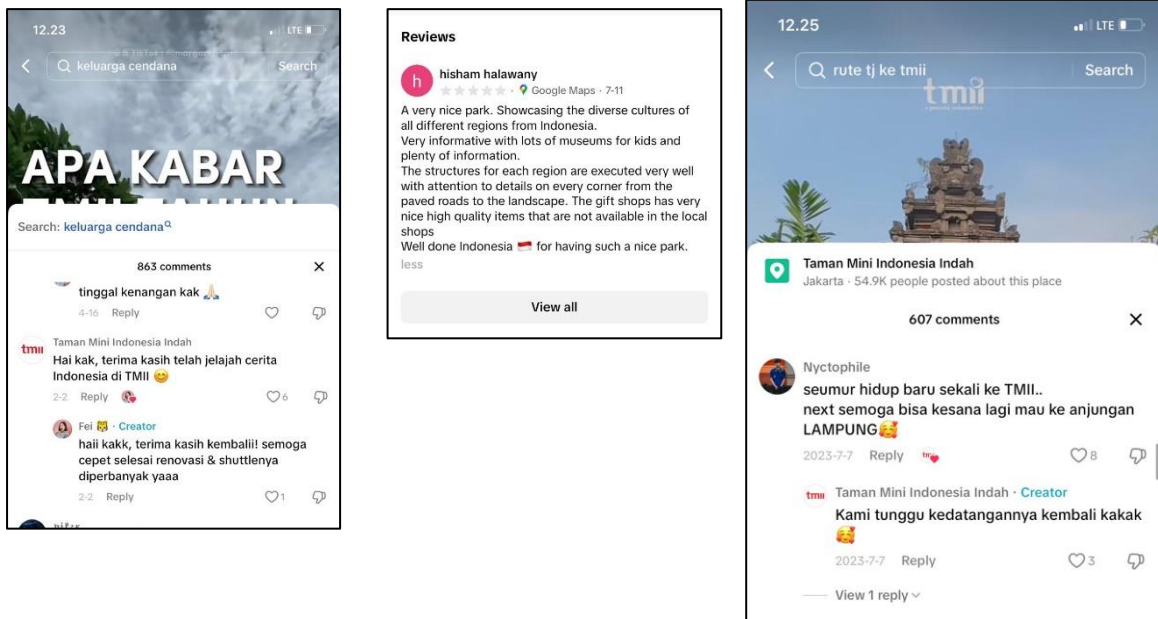 12.23
LTE
keluarga cendana
Search
APA KABAR
Search: keluarga cendana
863 comments
tinggal kenangan kak 🙏🏻
4-16 Reply
tmii
Taman Mini Indonesia Indah
Hai kak, terima kasih telah jelajah cerita
Indonesia di TMII 😊
2-2 Reply
6
Fei 🐯 · Creator
haii kakk, terima kasih kembalii! semoga
cepet selesai renovasi & shuttlenya
diperbanyak yaaa
2-2 Reply
1
Reviews
h
hisham halawany
Google Maps · 7-11
A very nice park. Showcasing the diverse cultures of
all different regions from Indonesia.
Very informative with lots of museums for kids and
plenty of information.
The structures for each region are executed very well
with attention to details on every corner from the
paved roads to the landscape. The gift shops has very
nice high quality items that are not available in the local
shops
Well done Indonesia 🇮🇩 for having such a nice park.
less
View all
12.25
LTE
rute tj ke tmii
Search
tmii
Taman Mini Indonesia Indah
Jakarta · 54.9K people posted about this place
607 comments
Nyctophile
seumur hidup baru sekali ke TMII..
next semoga bisa kesana lagi mau ke anjungan
LAMPUNG🥰
2023-7-7 Reply
8
tmii
Taman Mini Indonesia Indah · Creator
Kami tunggu kedatangannya kembali kakak
🥰
2023-7-7 Reply
3
View 1 reply